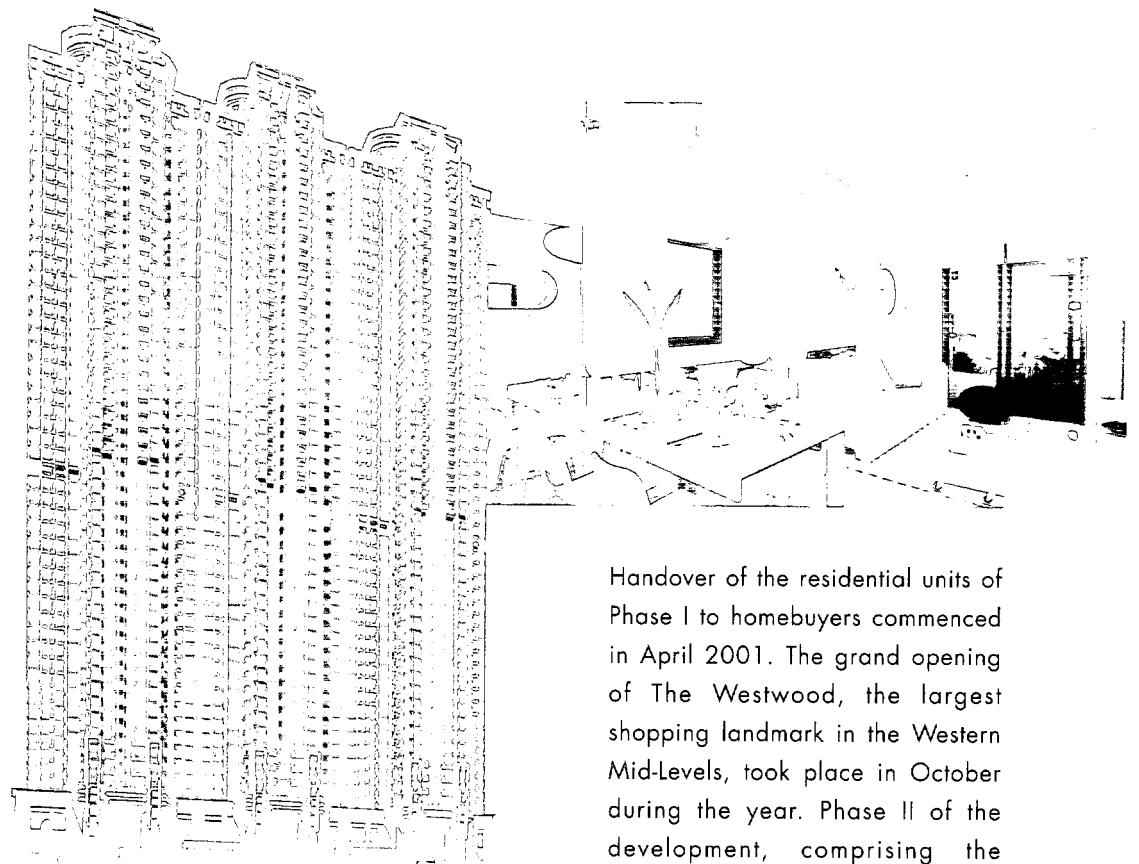 Handover of the residential units of
Phase I to homebuyers commenced
in April 2001. The grand opening
of The Westwood, the largest
shopping landmark in the Western
Mid-Levels, took place in October
during the year. Phase II of the
development, comprising the